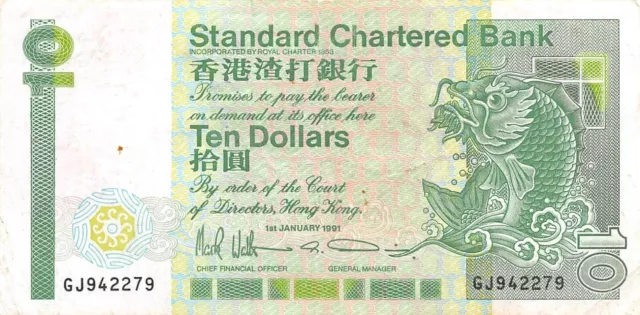 10
Standard Chartered Bank
INCORPORATED BY ROYAL CHARTER 1853
香港渣打銀行
Promises to pay the bearer
on demand at its office here
Ten Dollars
拾圓
By order of the Court
of Directors, Hong Kong.
1st JANUARY 1991
CHIEF FINANCIAL OFFICER GENERAL MANAGER
GJ942279 GJ942279
10